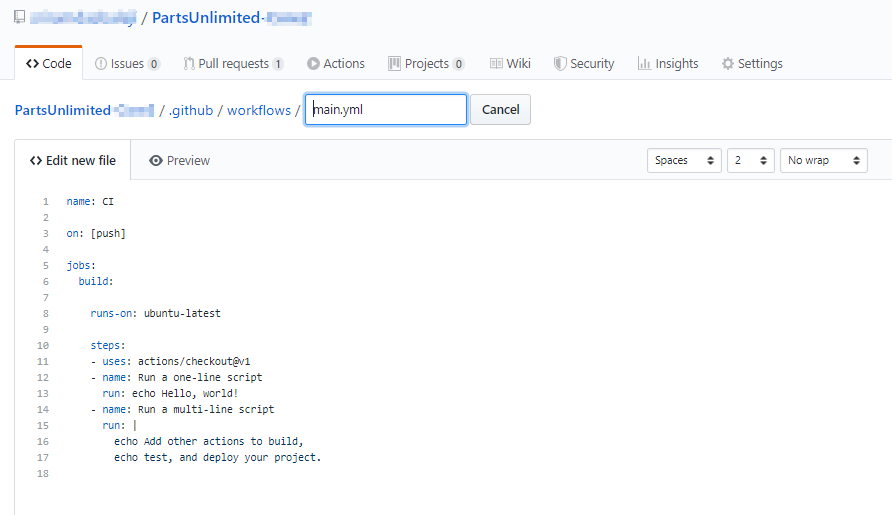 / PartsUnlimited-
Code Issues 0 Pull requests 1 Actions Projects 0 Wiki Security Insights Settings
PartsUnlimited- / .github / workflows / main.yml Cancel
Edit new file Preview Spaces 2 No wrap
1 name: CI
2
3 on: [push]
4
5 jobs:
6 build:
7
8 runs-on: ubuntu-latest
9
10 steps:
11 - uses: actions/checkout@v1
12 - name: Run a one-line script
13 run: echo Hello, world!
14 - name: Run a multi-line script
15 run: |
16 echo Add other actions to build,
17 echo test, and deploy your project.
18